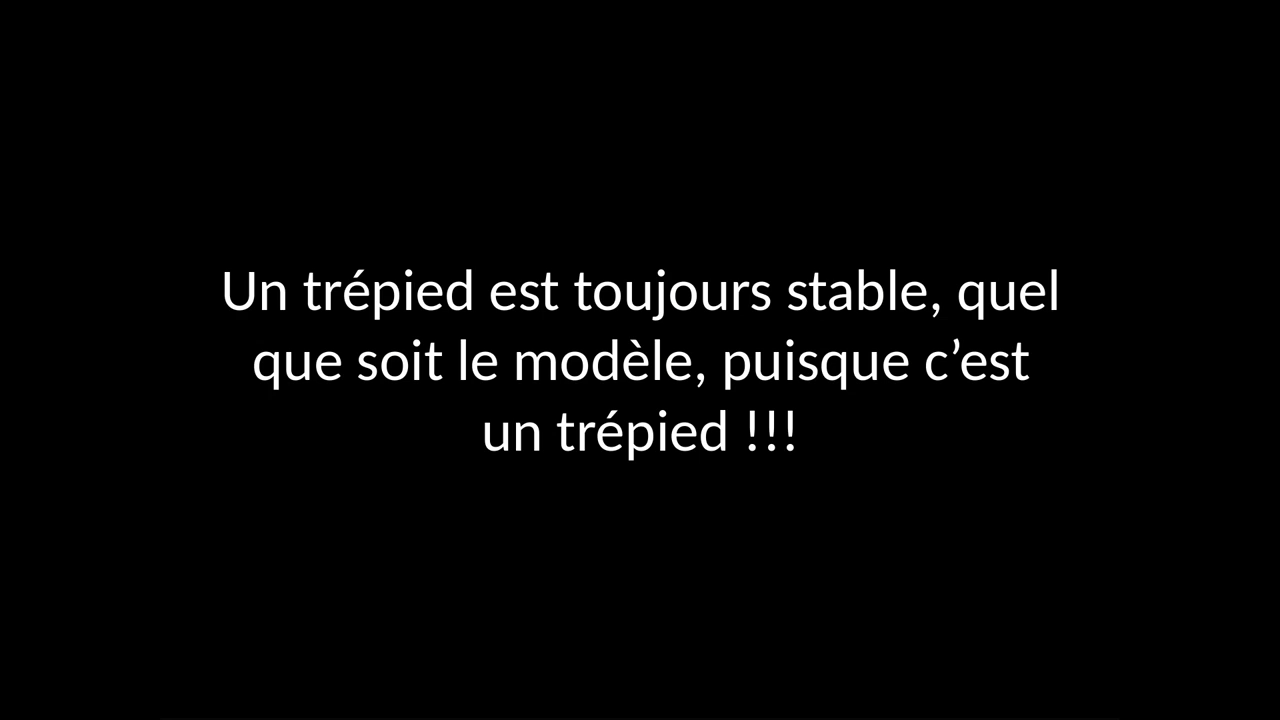 Un trépied est toujours stable, quel
que soit le modèle, puisque c’est
un trépied !!!